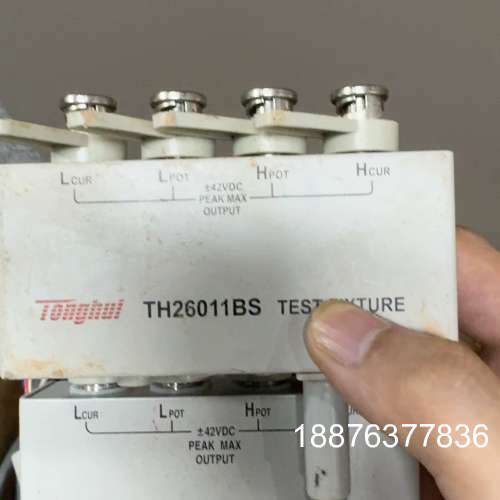 LCUR LPOT HPOT HCUR
±42VDC
PEAK MAX
OUTPUT
Tonghui TH26011BS TEST
LCUR LPOT HPOT
±42VDC
PEAK MAX
OUTPUT
18876377836